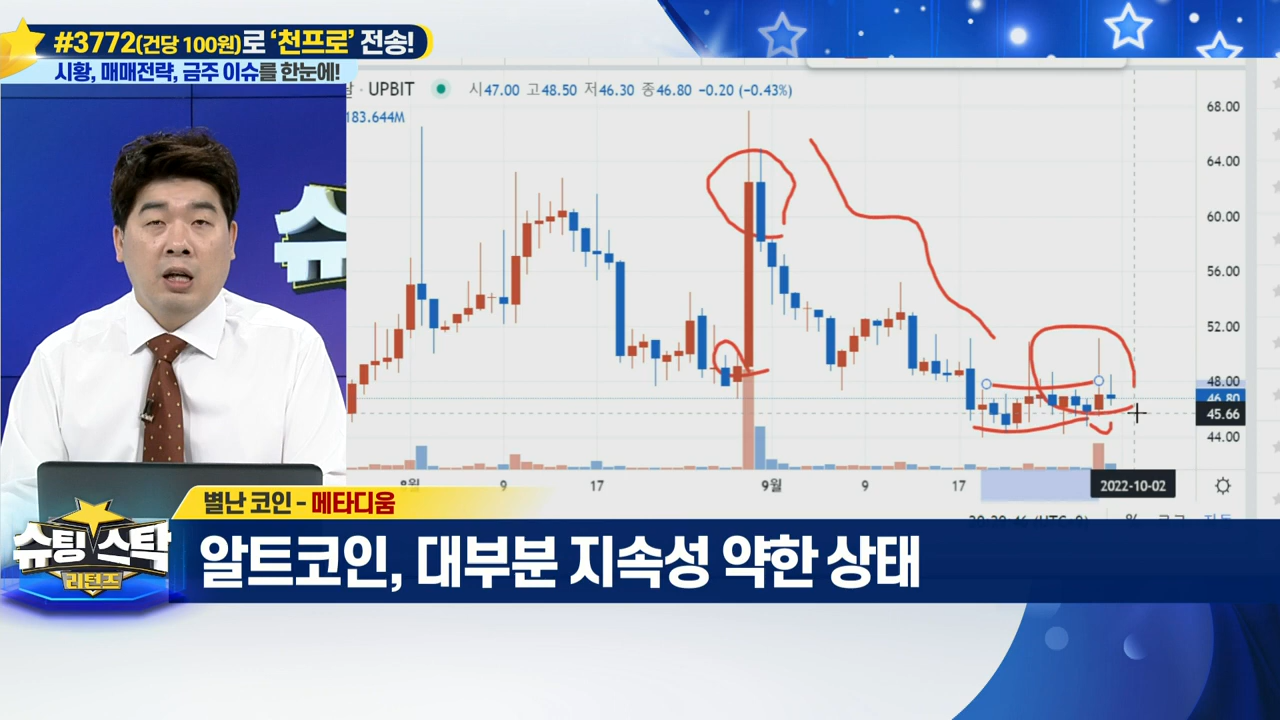 #3772(건당 100원)로 '천프로' 전송!
시황, 매매전략, 금주 이슈를 한눈에!
· UPBIT 시47.00 고48.50 저46.30 종46.80 −0.20 (−0.43%)
183.644M
슈
68.00
64.00
60.00
56.00
52.00
48.00
46.80
45.66
44.00
9
17
9월
9
17
2022-10-02
별난 코인 - 메타디움
슈팅 스탁
리턴즈
알트코인, 대부분 지속성 약한 상태